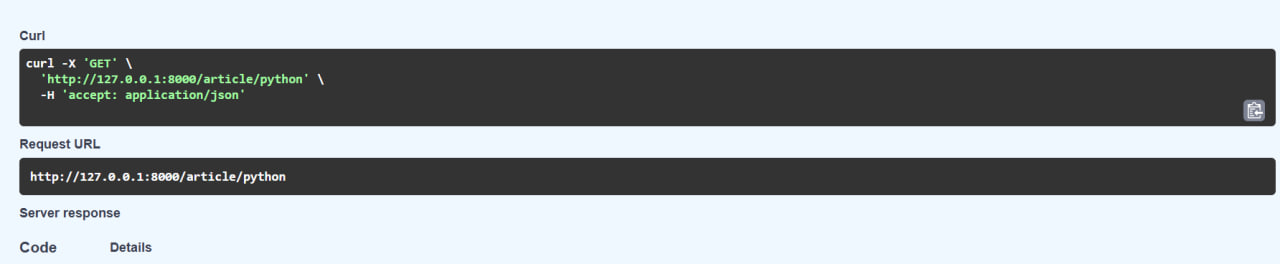 Curl
curl -X 'GET' \
  'http://127.0.0.1:8000/article/python' \
  -H 'accept: application/json'
Request URL
http://127.0.0.1:8000/article/python
Server response
Code Details